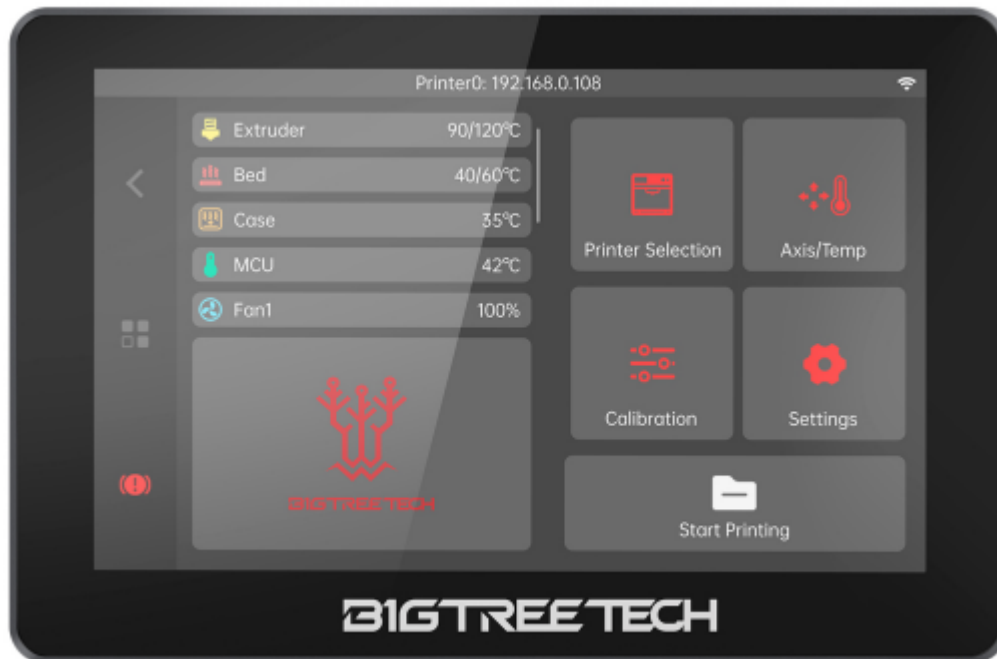 Printer0: 192.168.0.108
Extruder 90/120℃
Bed 40/60℃
Case 35℃
MCU 42℃
Fan1 100%
BIGTREETECH
Printer Selection
Axis/Temp
Calibration
Settings
Start Printing
BIGTREETECH